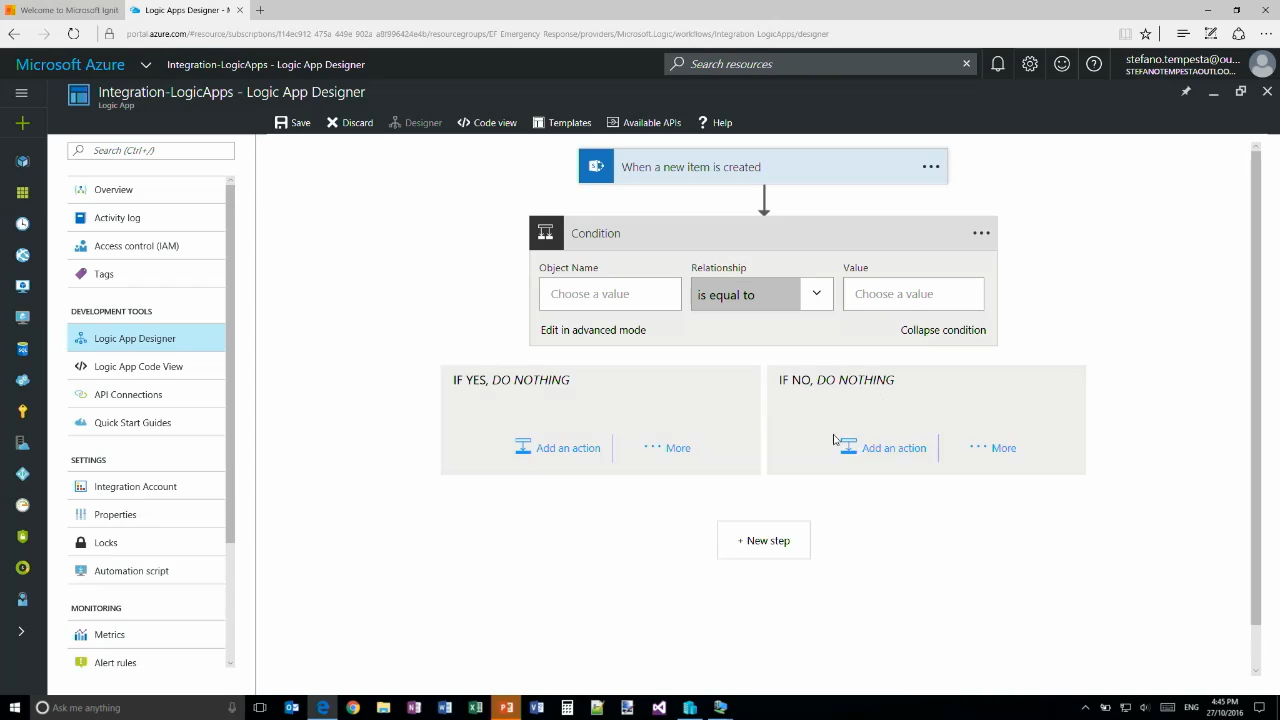 Welcome to Microsoft Ignit
Logic Apps Designer - M
portal.azure.com/#resource/subscriptions/f14ec912 475a 449e 902a a8f996424e4b/resourcegroups/EF Emergency Response/providers/Microsoft.Logic/workflows/Integration LogicApps/designer
Microsoft Azure
Integration-LogicApps - Logic App Designer
Search resources
stefano.tempesta@ou...
STEFANOTEMPESTAOUTLOO...
Integration-LogicApps - Logic App Designer
Logic App
Save
Discard
Designer
Code view
Templates
Available APIs
Help
Search (Ctrl+/)
Overview
Activity log
Access control (IAM)
Tags
DEVELOPMENT TOOLS
Logic App Designer
Logic App Code View
API Connections
Quick Start Guides
SETTINGS
Integration Account
Properties
Locks
Automation script
MONITORING
Metrics
Alert rules
When a new item is created
Condition
Object Name
Relationship
Value
Choose a value
is equal to
Choose a value
Edit in advanced mode
Collapse condition
IF YES, DO NOTHING
Add an action
More
IF NO, DO NOTHING
Add an action
More
+ New step
Ask me anything
ENG
4:45 PM
27/10/2016